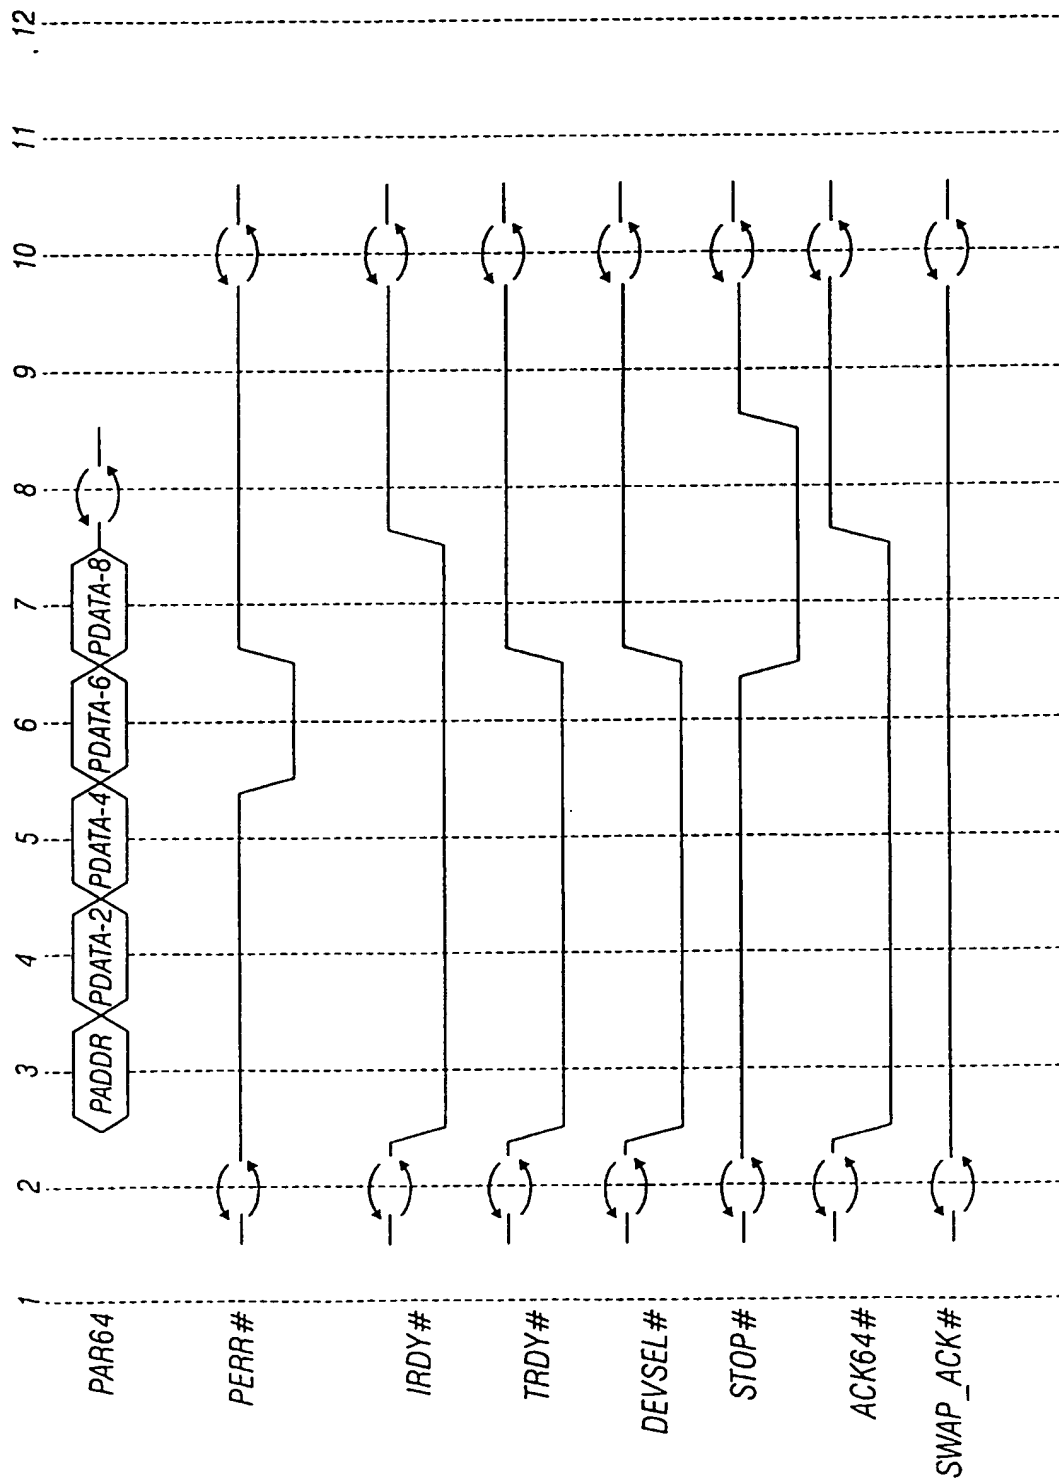 1 2 3 4 5 6 7 8 9 10 11 12
PAR64 PADDR PDATA-2 PDATA-4 PDATA-6 PDATA-8
PERR#
IRDY#
TRDY#
DEVSEL#
STOP#
ACK64#
SWAP_ACK#